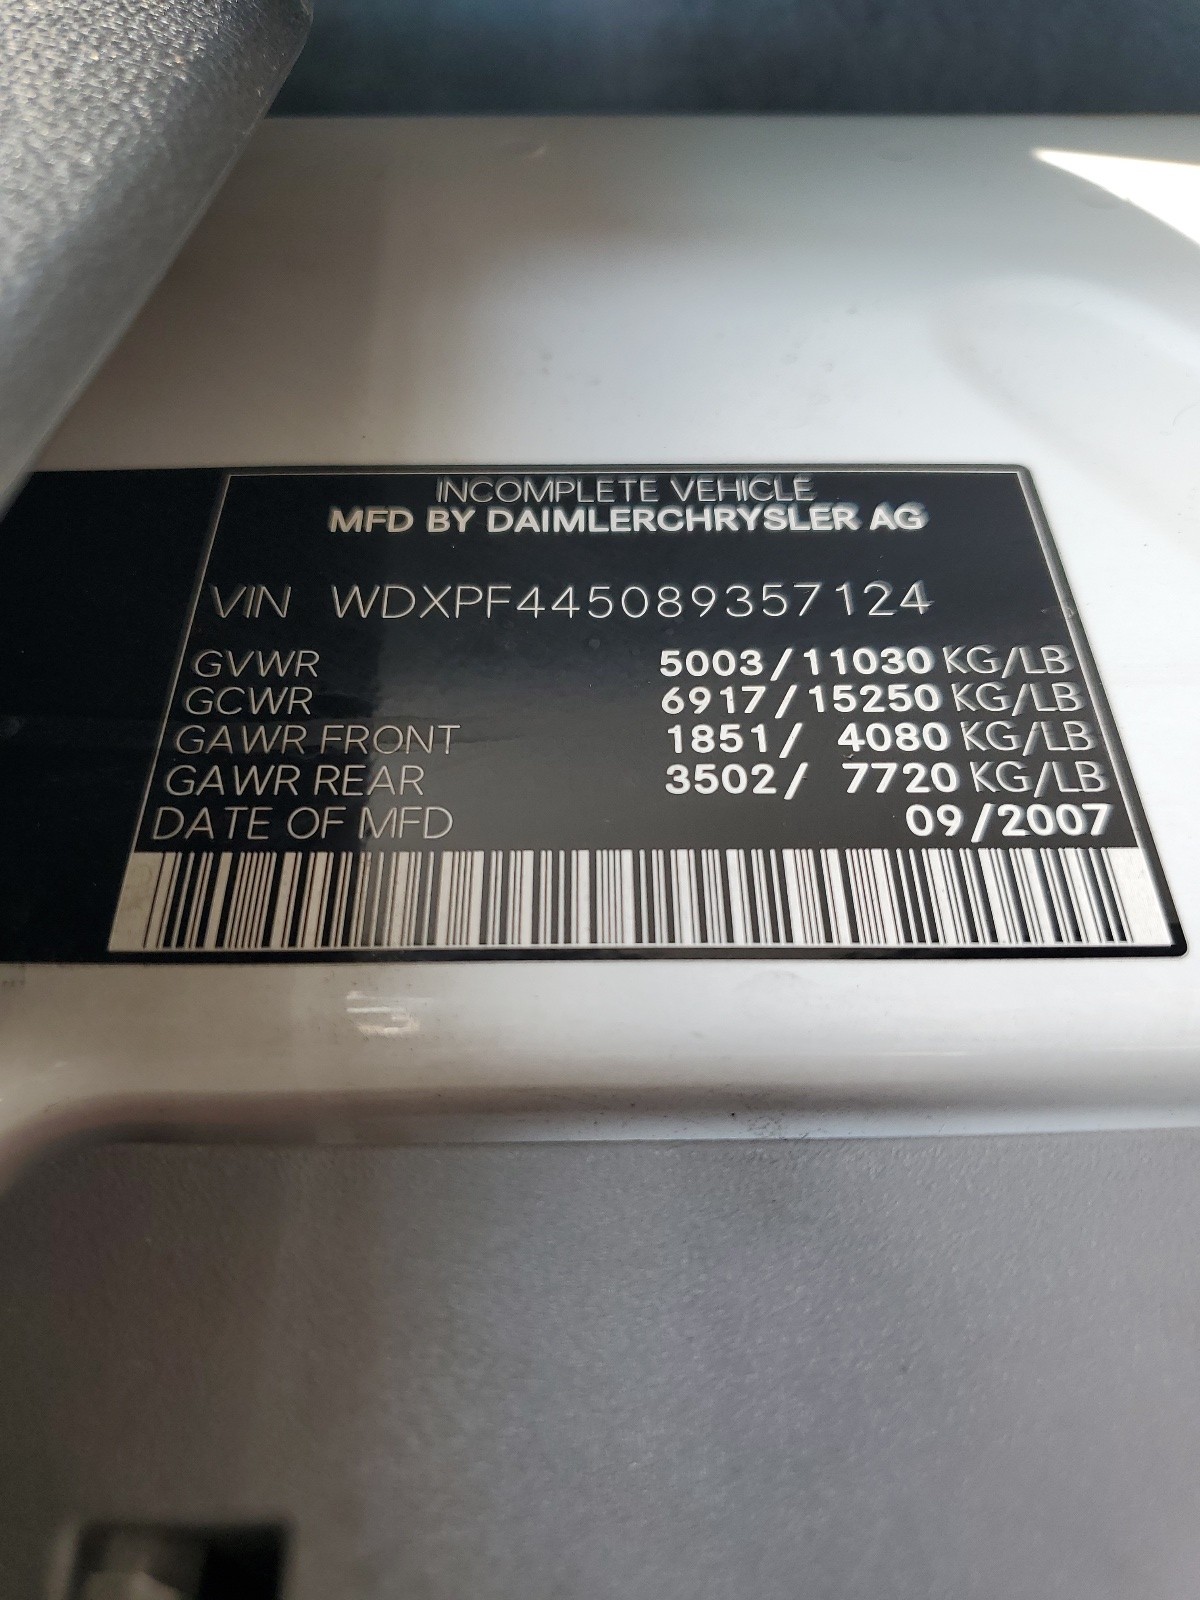 INCOMPLETE VEHICLE
MFD BY DAIMLERCHRYSLER AG
VIN WDXPF445089357124
GVWR 5003/11030 KG/LB
GCWR 6917/15250 KG/LB
GAWR FRONT 1851/ 4080 KG/LB
GAWR REAR 3502/ 7720 KG/LB
DATE OF MFD 09/2007